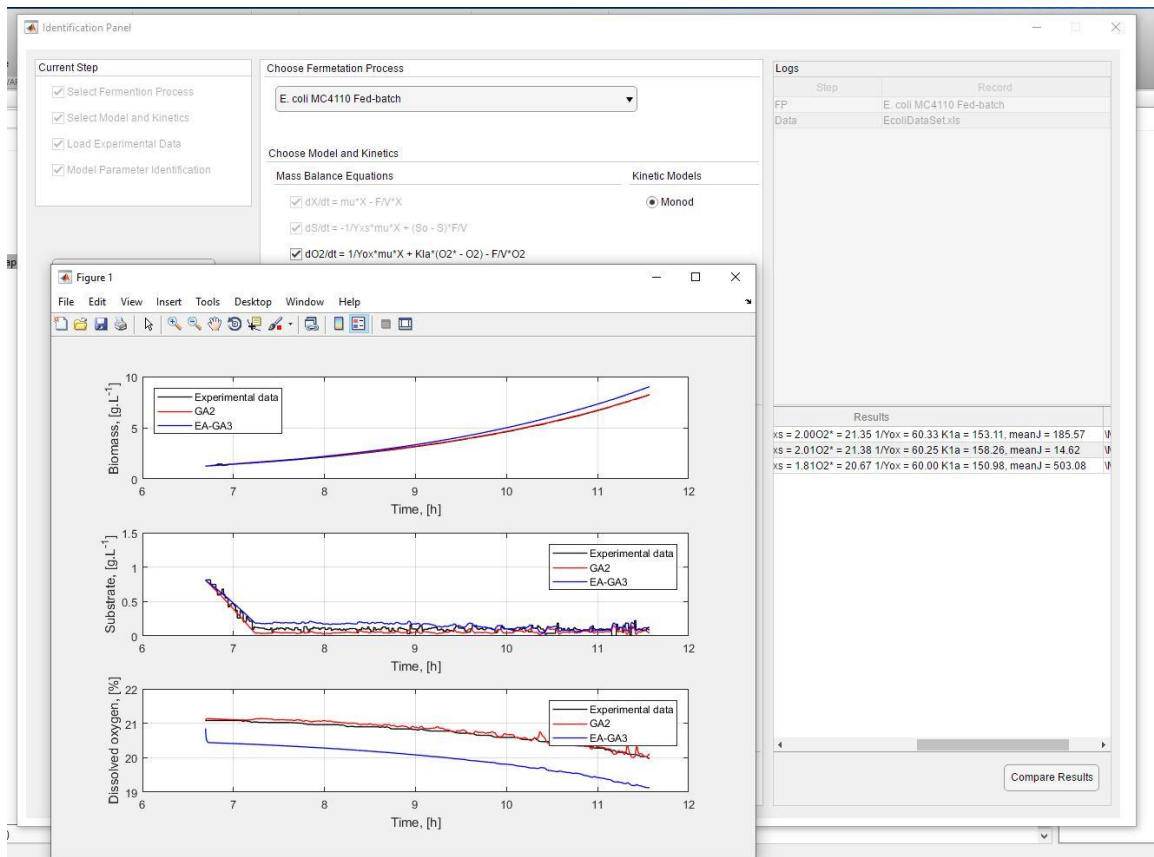 Identification Panel
Current Step
Select Fermention Process
Select Model and Kinetics
Load Experimental Data
Model Parameter Identification
Choose Fermetation Process
E. coli MC4110 Fed-batch
Choose Model and Kinetics
Mass Balance Equations
Kinetic Models
dX/dt = mu*X - F/V*X
Monod
dS/dt = -1/Yxs*mu*X + (So - S)*F/V
dO2/dt = 1/Yox*mu*X + Kla*(O2* - O2) - F/V*O2
Logs
Step Record
FP E. coli MC4110 Fed-batch
Data EcoliDataSet.xls
Results
xs = 2.00O2* = 21.35 1/Yox = 60.33 K1a = 153.11, meanJ = 185.57
xs = 2.01O2* = 21.38 1/Yox = 60.25 K1a = 158.26, meanJ = 14.62
xs = 1.81O2* = 20.67 1/Yox = 60.00 K1a = 150.98, meanJ = 503.08
Compare Results
Figure 1
File Edit View Insert Tools Desktop Window Help
Biomass, [g.L⁻¹]
10
5
0
Experimental data
GA2
EA-GA3
6 7 8 9 10 11 12
Time, [h]
Substrate, [g.L⁻¹]
1.5
1
0.5
0
Experimental data
GA2
EA-GA3
6 7 8 9 10 11 12
Time, [h]
Dissolved oxygen, [%]
22
21
20
19
Experimental data
GA2
EA-GA3
6 7 8 9 10 11 12
Time, [h]